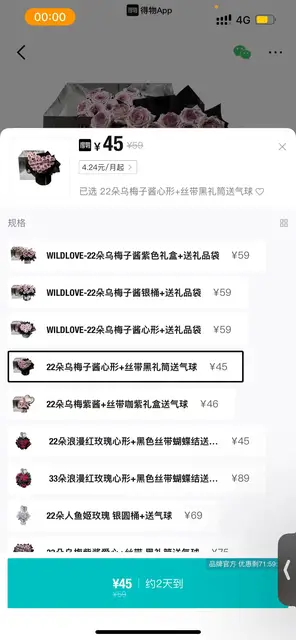 00:00
得物App
4G
得物 ¥45 ¥59
4.24元/月起 >
已选 22朵乌梅子酱心形+丝带黑礼筒送气球
规格
WILDLOVE-22朵乌梅子酱紫色礼盒+送礼品袋 ¥59
WILDLOVE-22朵乌梅子酱银桶+送礼品袋 ¥59
WILDLOVE-22朵乌梅子酱心形+送礼品袋 ¥59
22朵乌梅子酱心形+丝带黑礼筒送气球 ¥45
22朵乌梅紫酱+丝带咖紫礼盒送气球 ¥46
22朵浪漫红玫瑰心形+黑色丝带蝴蝶结送... ¥45
33朵浪漫红玫瑰心形+黑色丝带蝴蝶结送... ¥89
22朵人鱼姬玫瑰 银圆桶+送气球 ¥69
品牌官方 优惠剩71:59
¥45 约2天到
¥59